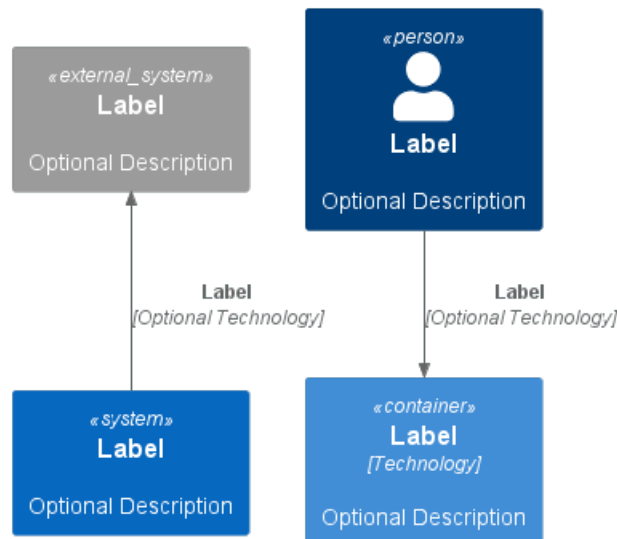 «external_system»
Label
Optional Description
«person»
Label
Optional Description
Label
[Optional Technology]
Label
[Optional Technology]
«system»
Label
Optional Description
«container»
Label
[Technology]
Optional Description